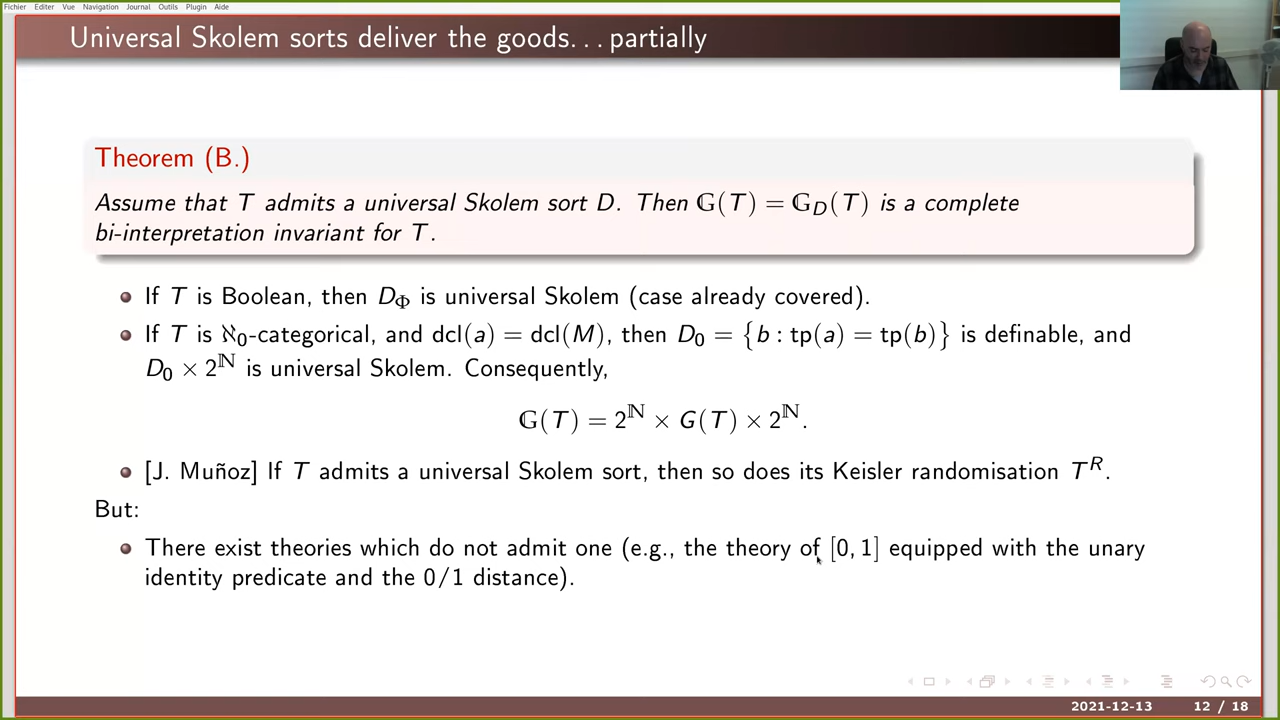 Fichier Editer Vue Navigation Journal Outils Plugin Aide
Universal Skolem sorts deliver the goods... partially
Theorem (B.)
Assume that T admits a universal Skolem sort D. Then 𝔾(T) = 𝔾_D(T) is a complete
bi-interpretation invariant for T.
If T is Boolean, then D_Φ is universal Skolem (case already covered).
If T is ℵ₀-categorical, and dcl(a) = dcl(M), then D₀ = {b : tp(a) = tp(b)} is definable, and
D₀ × 2^ℕ is universal Skolem. Consequently,
𝔾(T) = 2^ℕ × G(T) × 2^ℕ.
[J. Muñoz] If T admits a universal Skolem sort, then so does its Keisler randomisation T^R.
But:
There exist theories which do not admit one (e.g., the theory of [0, 1] equipped with the unary
identity predicate and the 0/1 distance).
2021-12-13 12 / 18